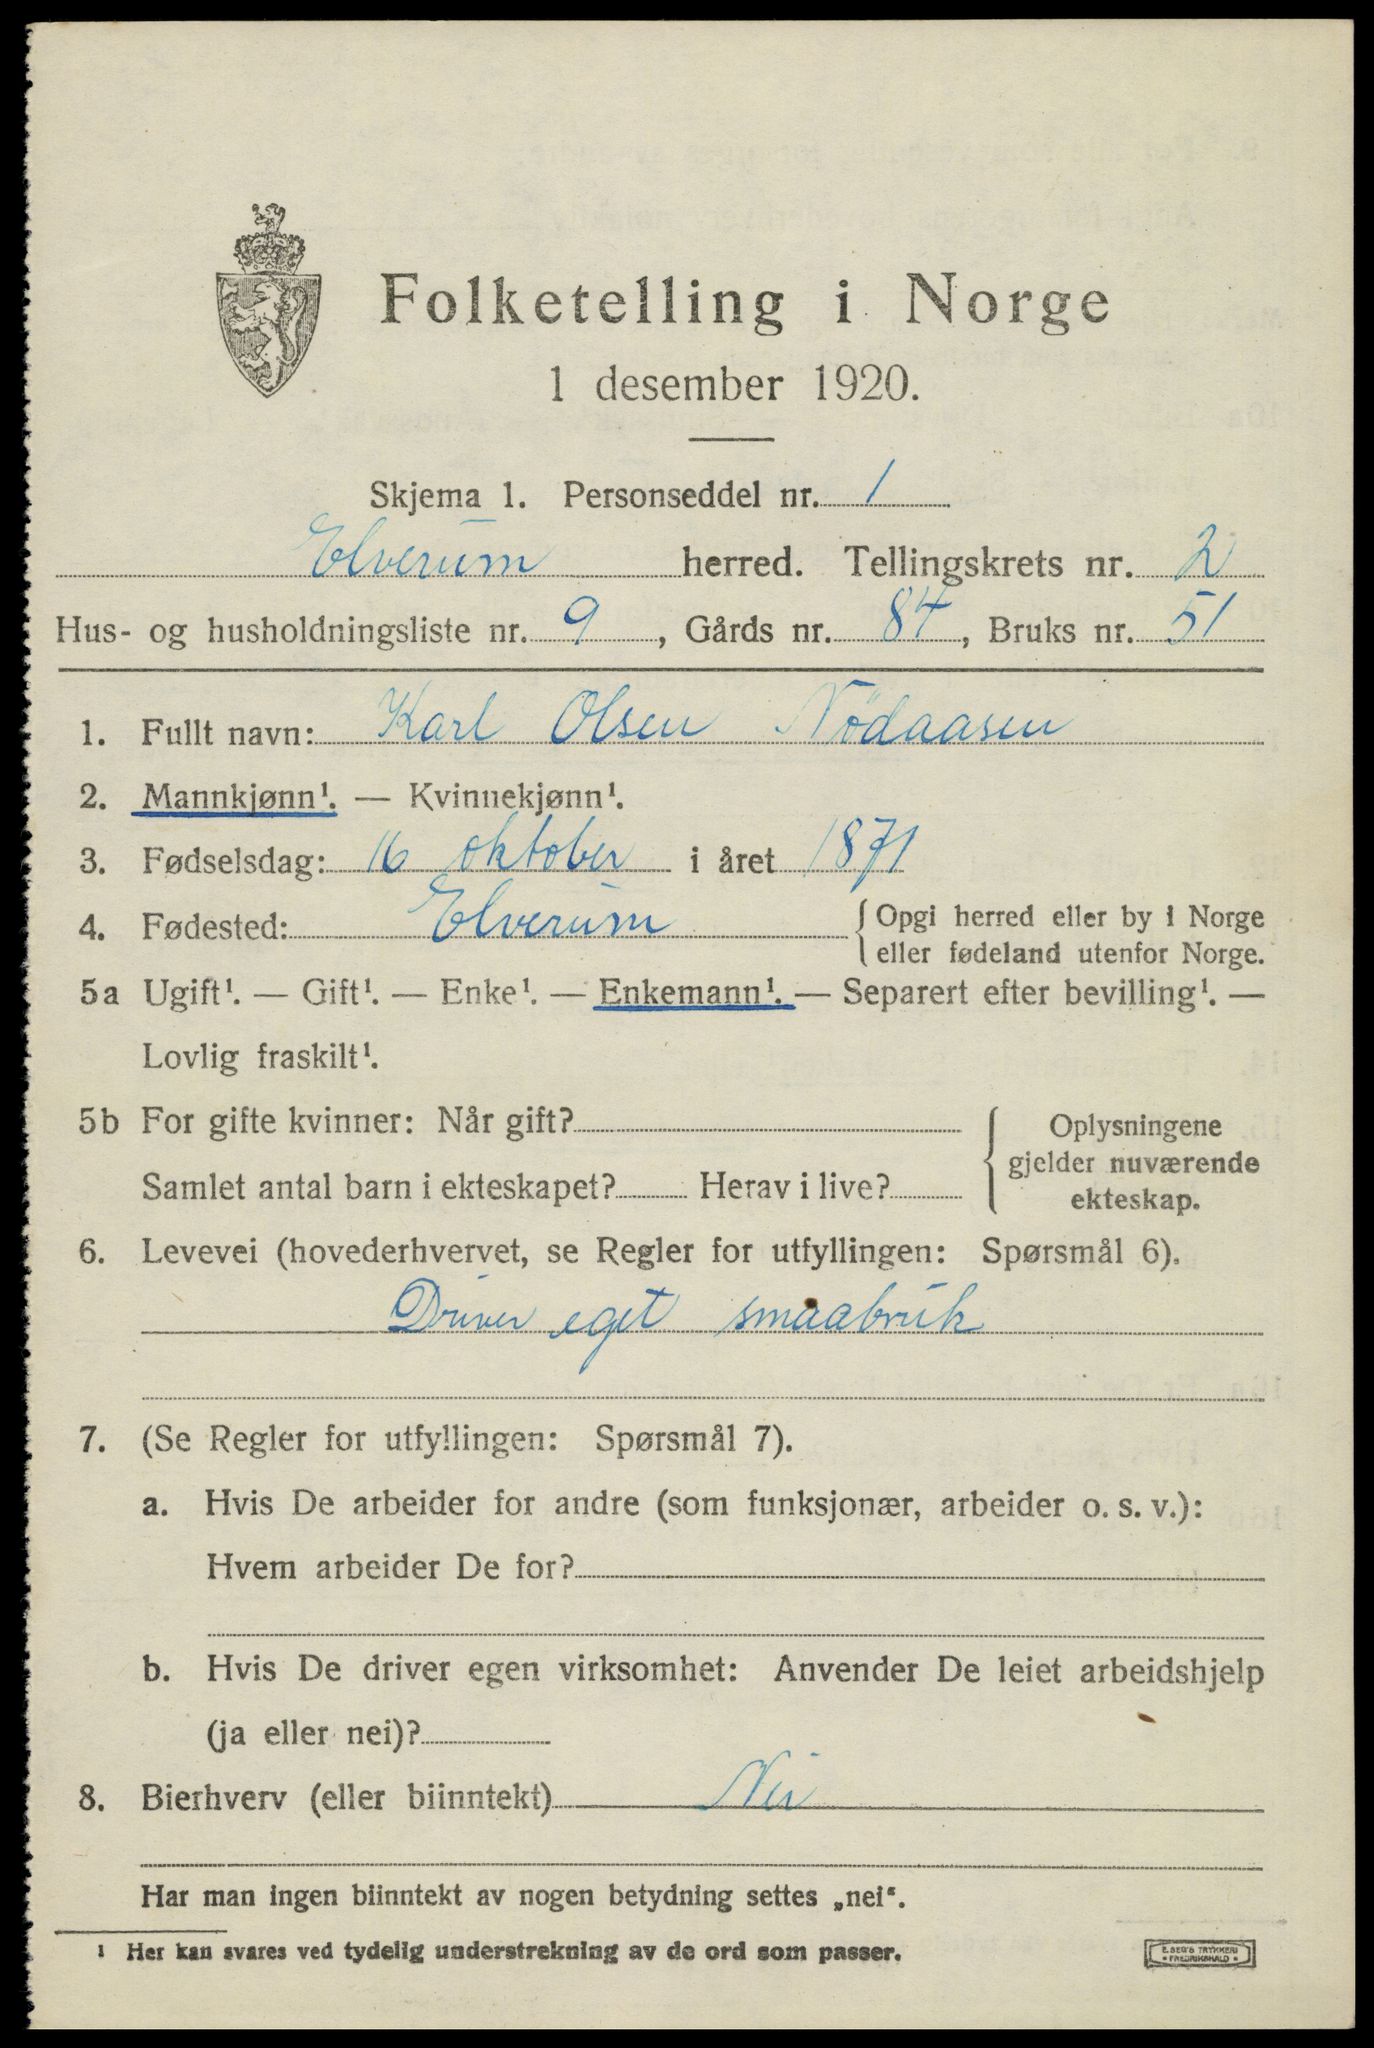 Folketelling i Norge
1 desember 1920.
Skjema 1. Personseddel nr. 1
Elverum herred. Tellingskrets nr. 2
Hus- og husholdningsliste nr. 9, Gårds nr. 84, Bruks nr. 51
1. Fullt navn: Karl Olsen Nödaasen
2. Mannkjønn¹. — Kvinnekjønn¹.
3. Fødselsdag: 16 oktober i året 1871
4. Fødested: Elverum { Opgi herred eller by i Norge
eller fødeland utenfor Norge.
5a Ugift¹. — Gift¹. — Enke¹. — Enkemann¹. — Separert efter bevilling¹. —
Lovlig fraskilt¹.
5b For gifte kvinner: Når gift?
Samlet antal barn i ekteskapet? Herav i live?
{ Oplysningene
gjelder nuværende
ekteskap.
6. Levevei (hovederhvervet, se Regler for utfyllingen: Spørsmål 6).
Driver eget smaabruk
7. (Se Regler for utfyllingen: Spørsmål 7).
a. Hvis De arbeider for andre (som funksjonær, arbeider o. s. v.):
Hvem arbeider De for?
b. Hvis De driver egen virksomhet: Anvender De leiet arbeidshjelp
(ja eller nei)?
8. Bierhverv (eller biinntekt) Nei
Har man ingen biinntekt av nogen betydning settes „nei“.
¹ Her kan svares ved tydelig understrekning av de ord som passer.
E. SEM'S TRYKKERI
• FREDRIKSHALD •